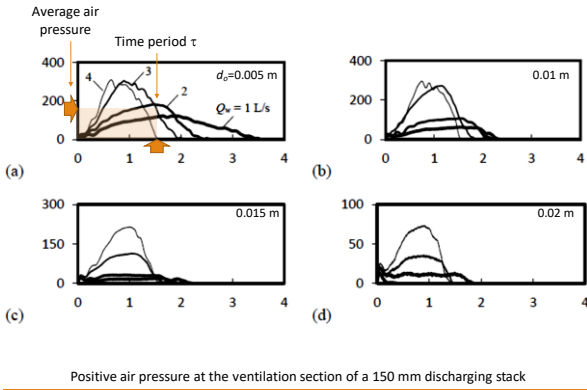 Average air
pressure
Time period τ
400
200
0
4
3
2
dₒ=0.005 m
Q_w = 1 L/s
0 1 2 3 4
(a)
400
200
0
0.01 m
0 1 2 3 4
(b)
300
150
0
0.015 m
0 1 2 3 4
(c)
100
50
0
0.02 m
0 1 2 3 4
(d)
Positive air pressure at the ventilation section of a 150 mm discharging stack